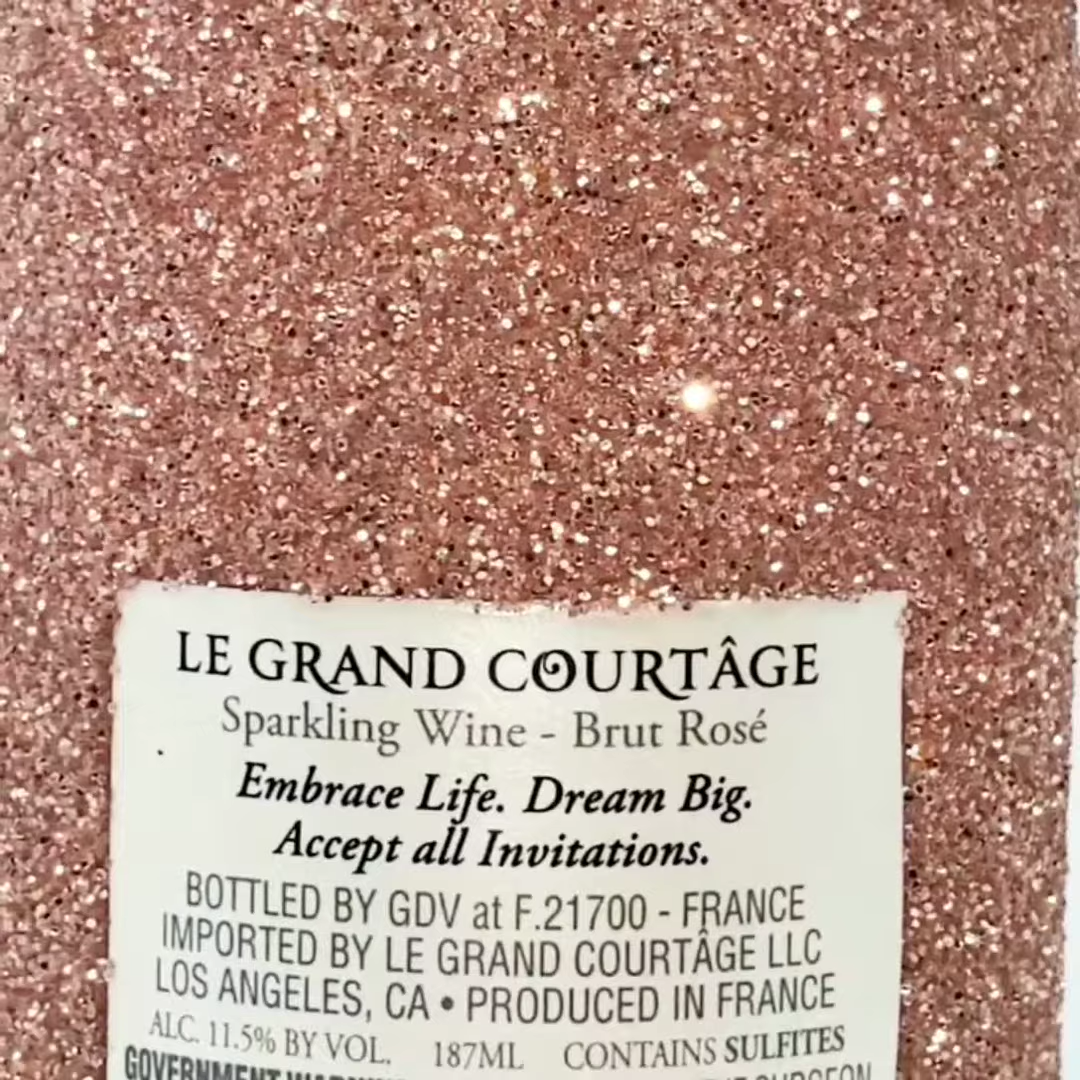 LE GRAND COURTÂGE
Sparkling Wine - Brut Rosé
Embrace Life. Dream Big.
Accept all Invitations.
BOTTLED BY GDV at F.21700 - FRANCE
IMPORTED BY LE GRAND COURTÂGE LLC
LOS ANGELES, CA • PRODUCED IN FRANCE
ALC. 11.5% BY VOL. 187ML CONTAINS SULFITES
GOVERNMENT SURGEON